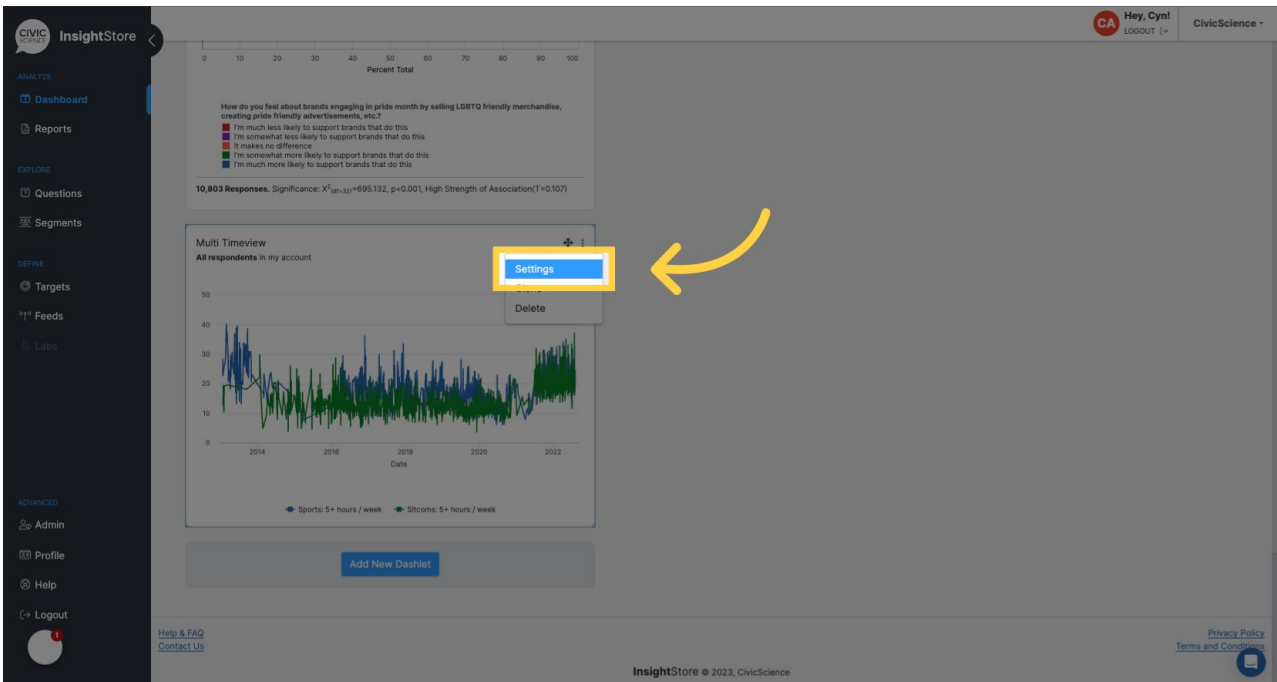 CIVIC
SCIENCE
InsightStore
CA
Hey, Cyn!
LOGOUT
CivicScience
ANALYZE
Dashboard
Reports
EXPLORE
Questions
Segments
DEFINE
Targets
Feeds
Labs
ADVANCED
Admin
Profile
Help
Logout
1
0 10 20 30 40 50 60 70 80 90 100
Percent Total
How do you feel about brands engaging in pride month by selling LGBTQ friendly merchandise,
creating pride friendly advertisements, etc.?
I'm much less likely to support brands that do this
I'm somewhat less likely to support brands that do this
It makes no difference
I'm somewhat more likely to support brands that do this
I'm much more likely to support brands that do this
10,803 Responses. Significance: X²(df=32)=695.132, p<0.001, High Strength of Association(T=0.107)
Multi Timeview
All respondents in my account
Settings
Delete
50
40
30
20
10
0
2014 2016 2018 2020 2022
Date
Sports: 5+ hours / week Sitcoms: 5+ hours / week
Add New Dashlet
Help & FAQ
Contact Us
Privacy Policy
Terms and Conditions
InsightStore © 2023, CivicScience